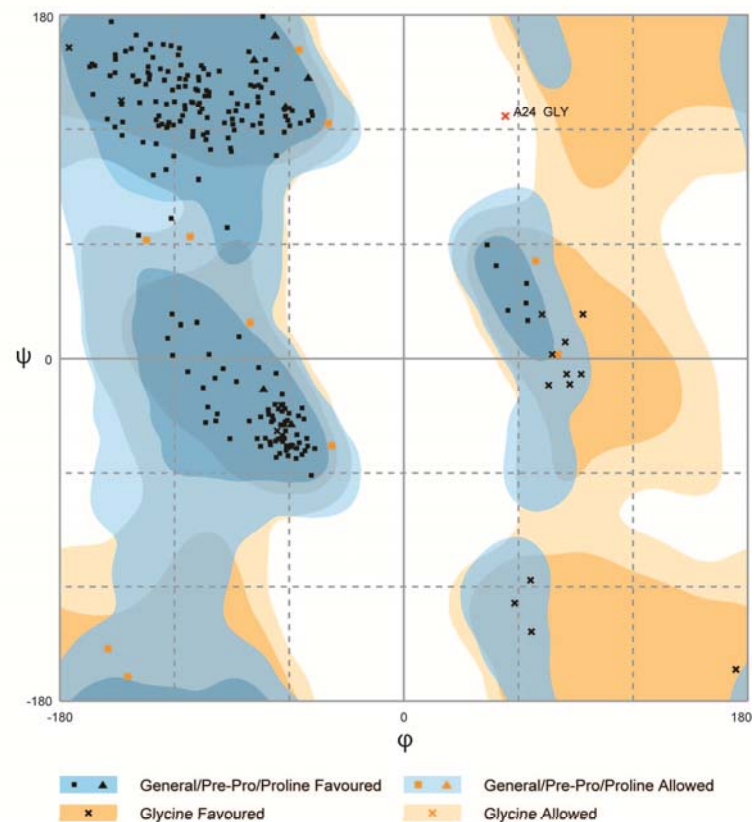 180
A24 GLY
ψ
0
-180
-180
0
180
φ
General/Pre-Pro/Proline Favoured
General/Pre-Pro/Proline Allowed
Glycine Favoured
Glycine Allowed